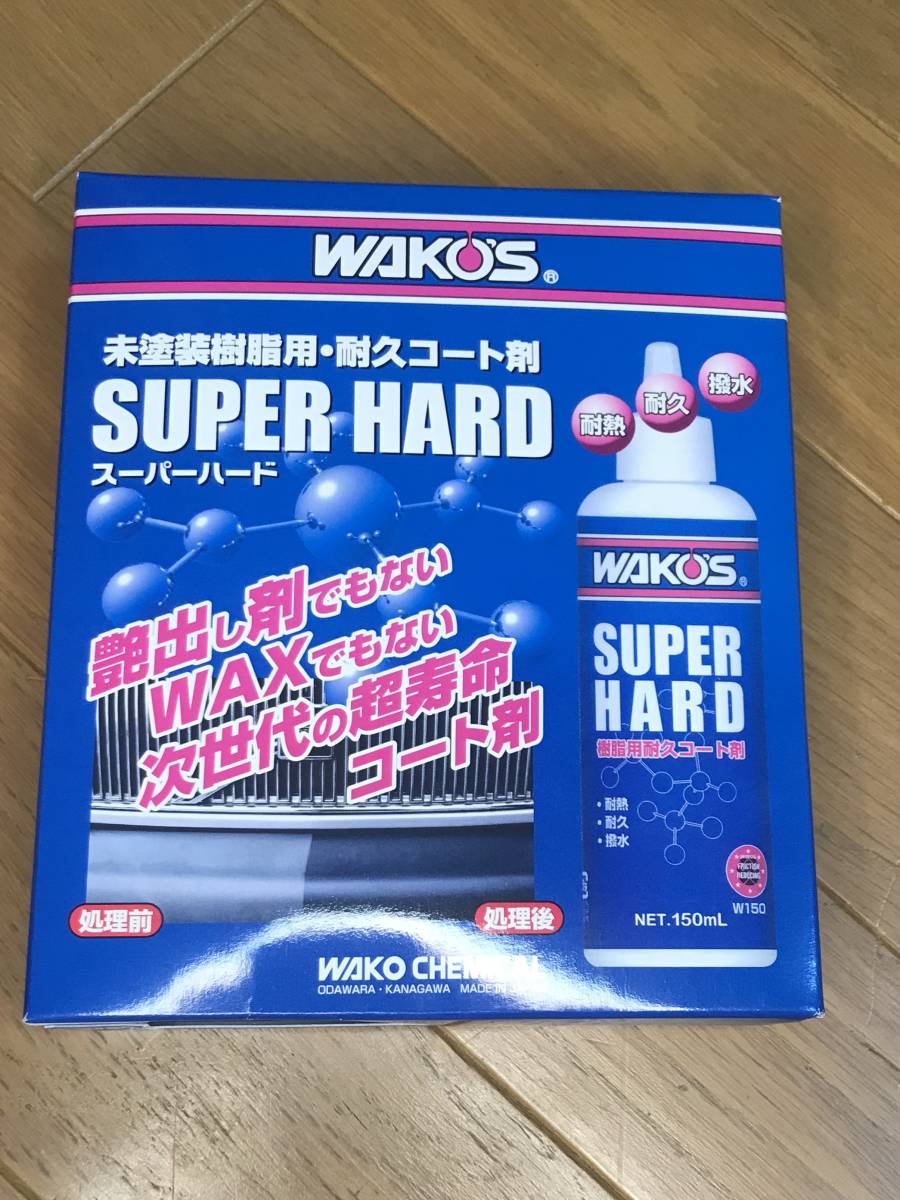 WAKO'S®
未塗装樹脂用・耐久コート剤
SUPER HARD
スーパーハード
耐熱
耐久
撥水
艶出し剤でもない
WAXでもない
次世代の超寿命
コート剤
処理前
処理後
WAKO'S®
SUPER
HARD
樹脂用耐久コート剤
・耐熱
・耐久
・撥水
FRICTION
REDUCING
W150
NET.150mL
WAKO CHEMICAL
ODAWARA・KANAGAWA MADE IN